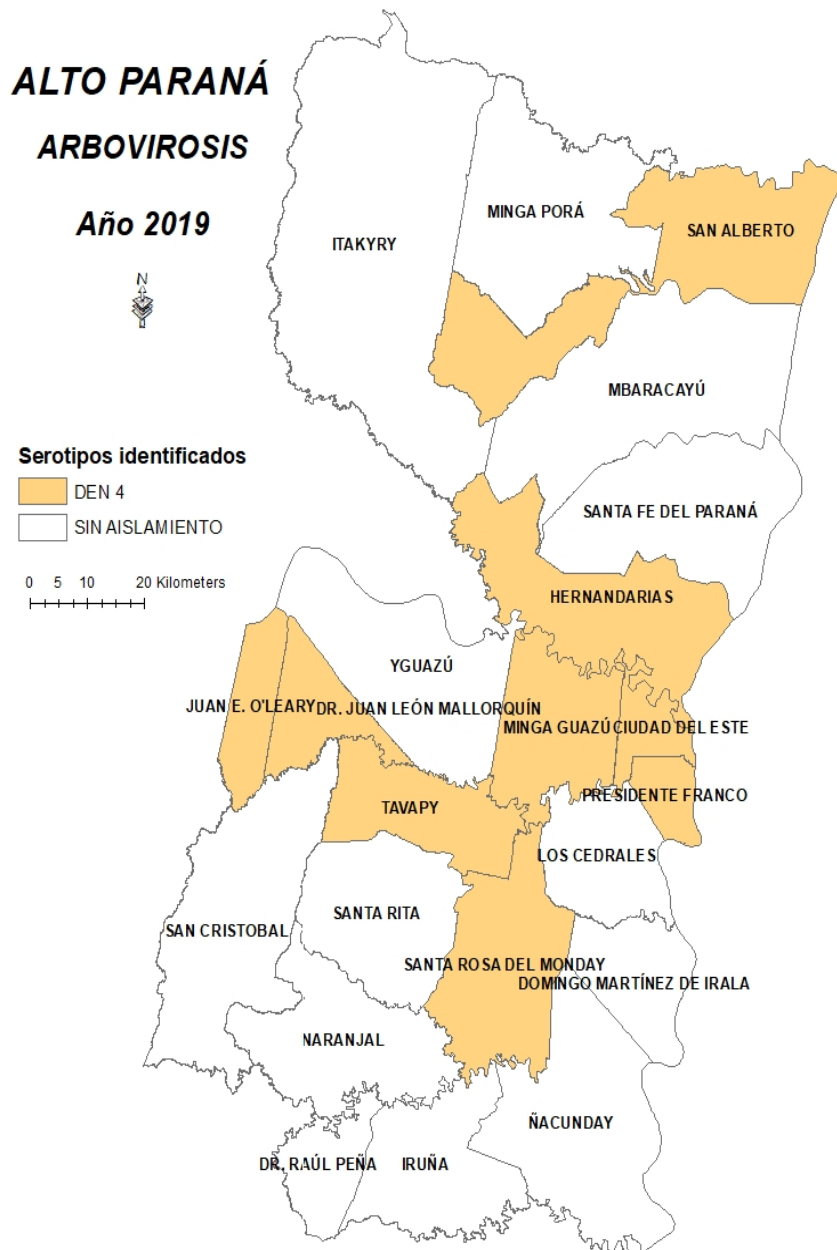 ALTO PARANÁ
ARBOVIROSIS
Año 2019
N
ITAKYRY
MINGA PORÁ
SAN ALBERTO
MBARACAYÚ
Serotipos identificados
DEN 4
SIN AISLAMIENTO
0 5 10 20 Kilometers
SANTA FE DEL PARANÁ
HERNANDARIAS
YGUAZÚ
JUAN E. O'LEARY
DR. JUAN LEÓN MALLORQUÍN
MINGA GUAZÚ
CIUDAD DEL ESTE
PRESIDENTE FRANCO
TAVAPY
LOS CEDRALES
SANTA RITA
SAN CRISTOBAL
SANTA ROSA DEL MONDAY
DOMINGO MARTÍNEZ DE IRALA
NARANJAL
ÑACUNDAY
DR. RAÚL PEÑA
IRUÑA